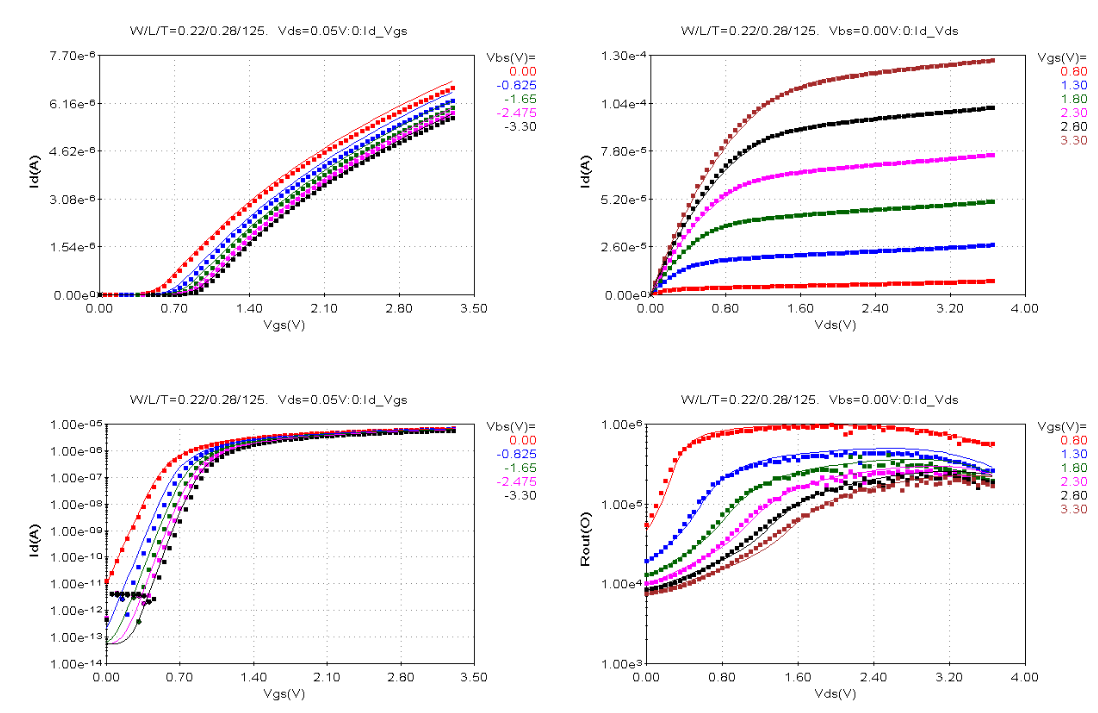 W/L/T=0.22/0.28/125. Vds=0.05V:0:Id_Vgs
Vbs(V)=
0.00
-0.825
-1.65
-2.475
-3.30
7.70e-6
6.16e-6
4.62e-6
3.08e-6
1.54e-6
0.00e0
Id(A)
0.00 0.70 1.40 2.10 2.80 3.50
Vgs(V)
W/L/T=0.22/0.28/125. Vbs=0.00V:0:Id_Vds
Vgs(V)=
0.80
1.30
1.80
2.30
2.80
3.30
1.30e-4
1.04e-4
7.80e-5
5.20e-5
2.60e-5
0.00e0
Id(A)
0.00 0.80 1.60 2.40 3.20 4.00
Vds(V)
W/L/T=0.22/0.28/125. Vds=0.05V:0:Id_Vgs
Vbs(V)=
0.00
-0.825
-1.65
-2.475
-3.30
1.00e-05
1.00e-06
1.00e-07
1.00e-08
1.00e-09
1.00e-10
1.00e-11
1.00e-12
1.00e-13
1.00e-14
Id(A)
0.00 0.70 1.40 2.10 2.80 3.50
Vgs(V)
W/L/T=0.22/0.28/125. Vbs=0.00V:0:Id_Vds
Vgs(V)=
0.80
1.30
1.80
2.30
2.80
3.30
1.00e6
1.00e5
1.00e4
1.00e3
Rout(O)
0.00 0.80 1.60 2.40 3.20 4.00
Vds(V)